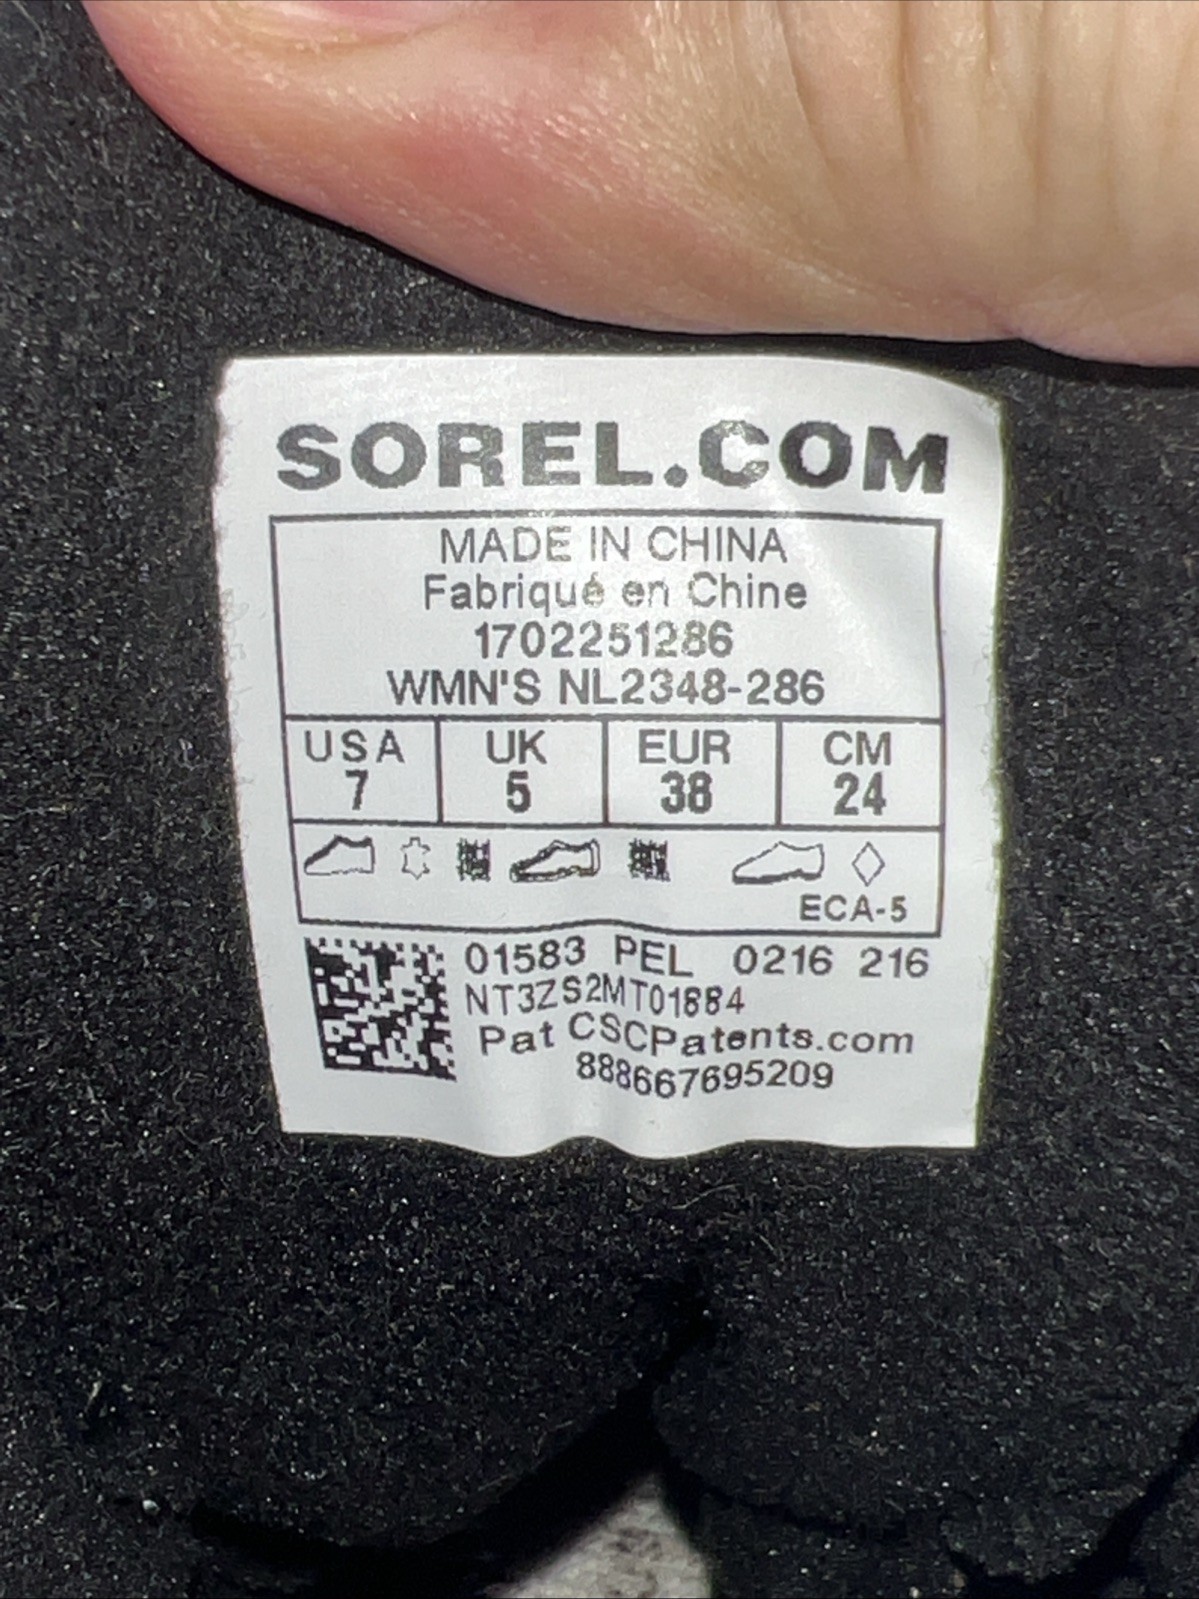 SOREL.COM
MADE IN CHINA
Fabriqué en Chine
1702251286
WMN'S NL2348-286
USA UK EUR CM
7 5 38 24
ECA-5
01583 PEL 0216 216
NT3ZS2MT01884
Pat CSCPatents.com
888667695209